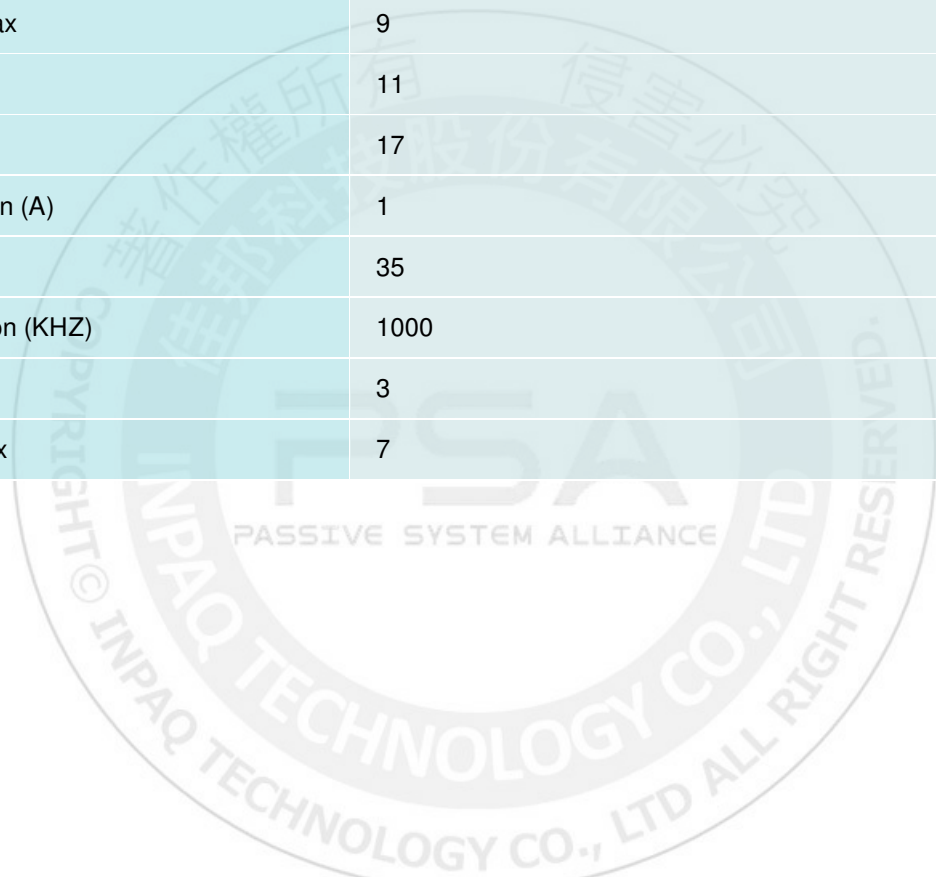 ax 9
11
17
n (A) 1
35
on (KHZ) 1000
3
x 7
著作權所有 侵害必究
佳邦科技股份有限公司
PSA
PASSIVE SYSTEM ALLIANCE
INPAQ TECHNOLOGY CO., LTD
COPYRIGHT © INPAQ TECHNOLOGY CO., LTD ALL RIGHT RESERVED.